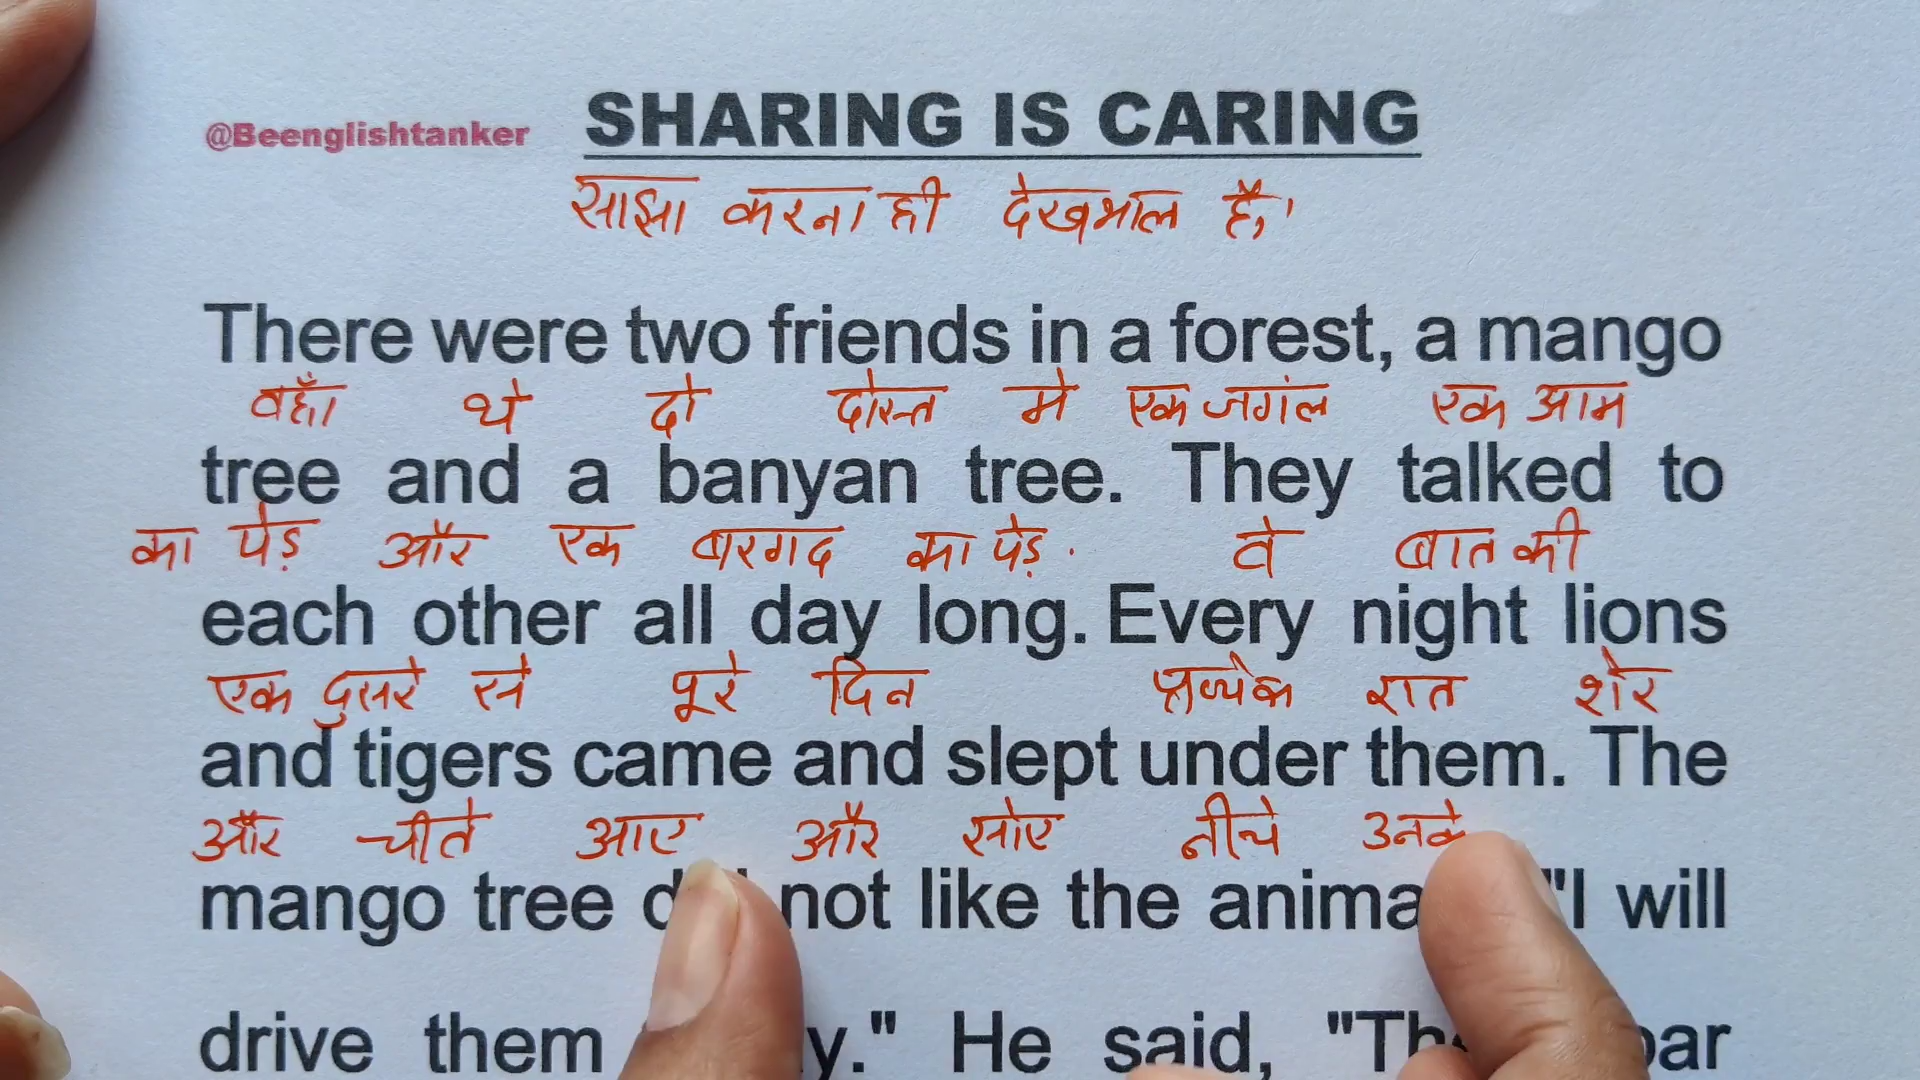 @Beenglishtanker SHARING IS CARING
साझा करना ही देखभाल है।
There were two friends in a forest, a mango
वहाँ थे दो दोस्त मे एक जगंल एक आम
tree and a banyan tree. They talked to
का पेड़ और एक बारगद का पेड़. वे बात की
each other all day long. Every night lions
एक दुसरे से पूरे दिन प्रत्येक रात शेर
and tigers came and slept under them. The
और चीते आए और सोए नीचे उनके
mango tree not like the "I will
drive them He said,